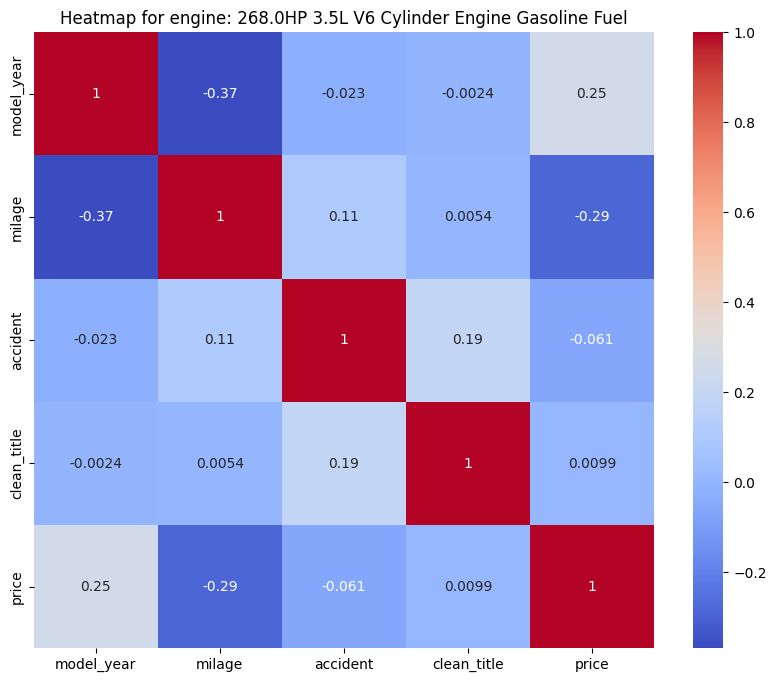 Heatmap for engine: 268.0HP 3.5L V6 Cylinder Engine Gasoline Fuel
model_year 1 -0.37 -0.023 -0.0024 0.25
milage -0.37 1 0.11 0.0054 -0.29
accident -0.023 0.11 1 0.19 -0.061
clean_title -0.0024 0.0054 0.19 1 0.0099
price 0.25 -0.29 -0.061 0.0099 1
model_year milage accident clean_title price
1.0
0.8
0.6
0.4
0.2
0.0
−0.2